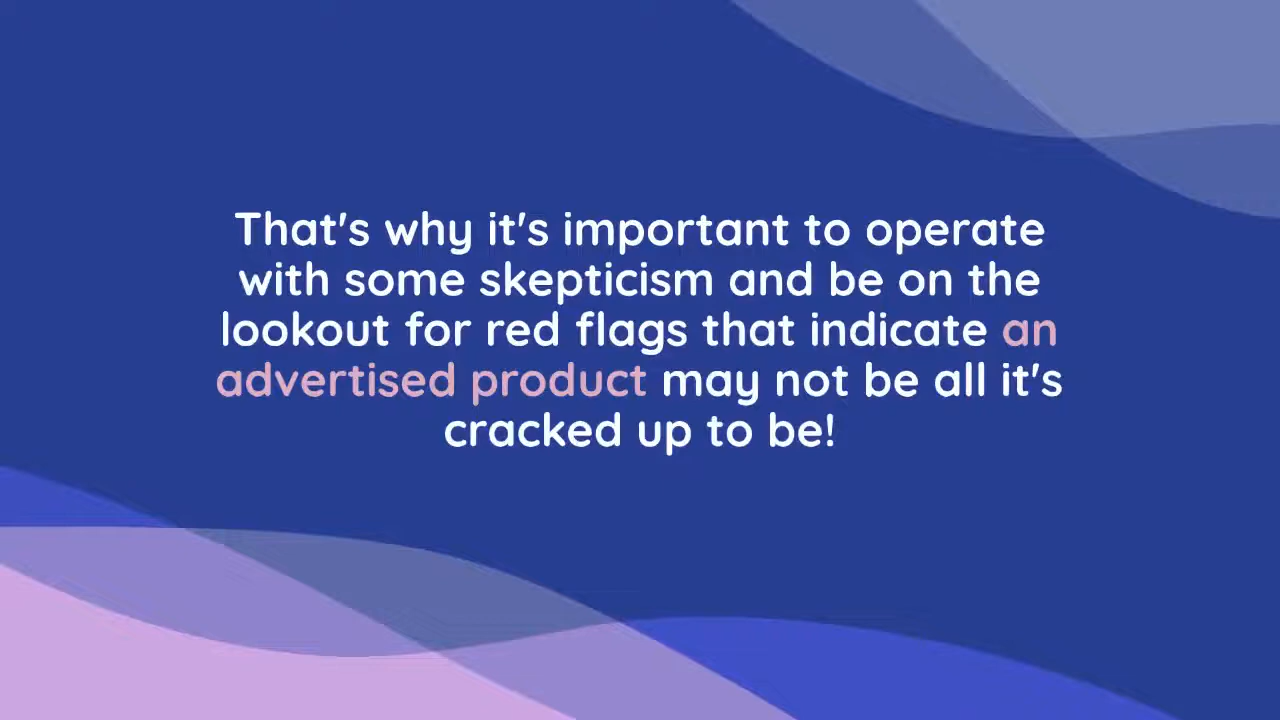 That's why it's important to operate
with some skepticism and be on the
lookout for red flags that indicate an
advertised product may not be all it's
cracked up to be!